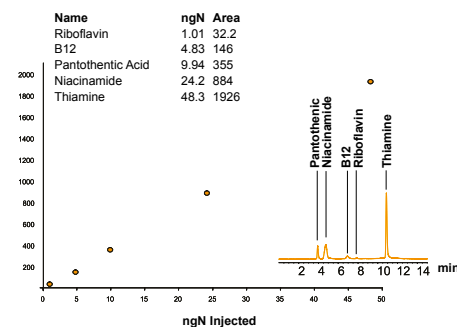 Name ngN Area
Riboflavin 1.01 32.2
B12 4.83 146
Pantothentic Acid 9.94 355
Niacinamide 24.2 884
Thiamine 48.3 1926
2000
1800
1600
1400
1200
1000
800
600
400
200
0 5 10 15 20 25 30 35 40 45 50
ngN Injected
Pantothenic
Niacinamide
B12
Riboflavin
Thiamine
2 4 6 8 10 12 14 min